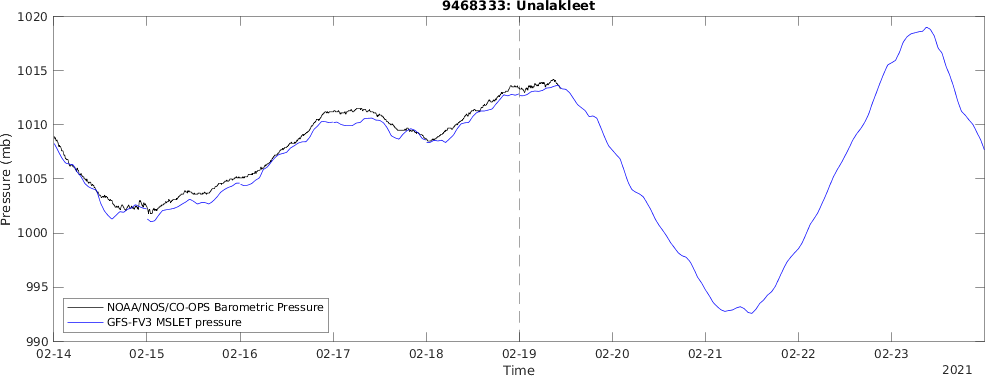 9468333: Unalakleet
Pressure (mb)
1020
1015
1010
1005
1000
995
990
NOAA/NOS/CO-OPS Barometric Pressure
GFS-FV3 MSLET pressure
02-14 02-15 02-16 02-17 02-18 02-19 02-20 02-21 02-22 02-23
Time
2021